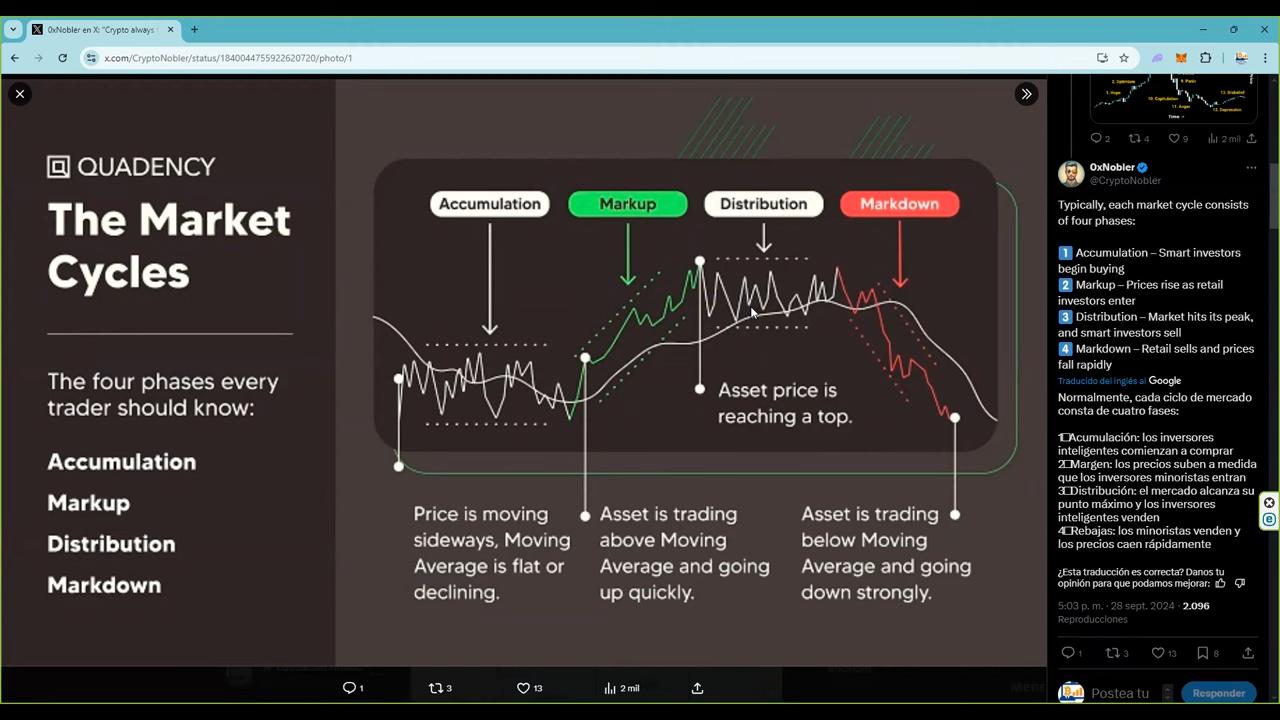 0xNobler en X: "Crypto always
x.com/CryptoNobler/status/1840044755922620720/photo/1
QUADENCY
The Market
Cycles
The four phases every
trader should know:
Accumulation
Markup
Distribution
Markdown
Accumulation
Markup
Distribution
Markdown
Asset price is
reaching a top.
Price is moving
sideways, Moving
Average is flat or
declining.
Asset is trading
above Moving
Average and going
up quickly.
Asset is trading
below Moving
Average and going
down strongly.
1
3
13
2 mil
9. Panic
1. Hope
10. Capitulation
11. Anger
Time
2
4
9
2 mil
0xNobler
@CryptoNobler
Typically, each market cycle consists
of four phases:
1 Accumulation – Smart investors
begin buying
2 Markup – Prices rise as retail
investors enter
3 Distribution – Market hits its peak,
and smart investors sell
4 Markdown – Retail sells and prices
fall rapidly
Traducido del inglés al Google
Normalmente, cada ciclo de mercado
consta de cuatro fases:
1□Acumulación: los inversores
inteligentes comienzan a comprar
2□Margen: los precios suben a medida
que los inversores minoristas entran
3□Distribución: el mercado alcanza su
punto máximo y los inversores
inteligentes venden
4□Rebajas: los minoristas venden y
los precios caen rápidamente
¿Esta traducción es correcta? Danos tu
opinión para que podamos mejorar:
5:03 p. m. · 28 sept. 2024 · 2.096
Reproducciones
1
3
13
8
Postea tu
Responder